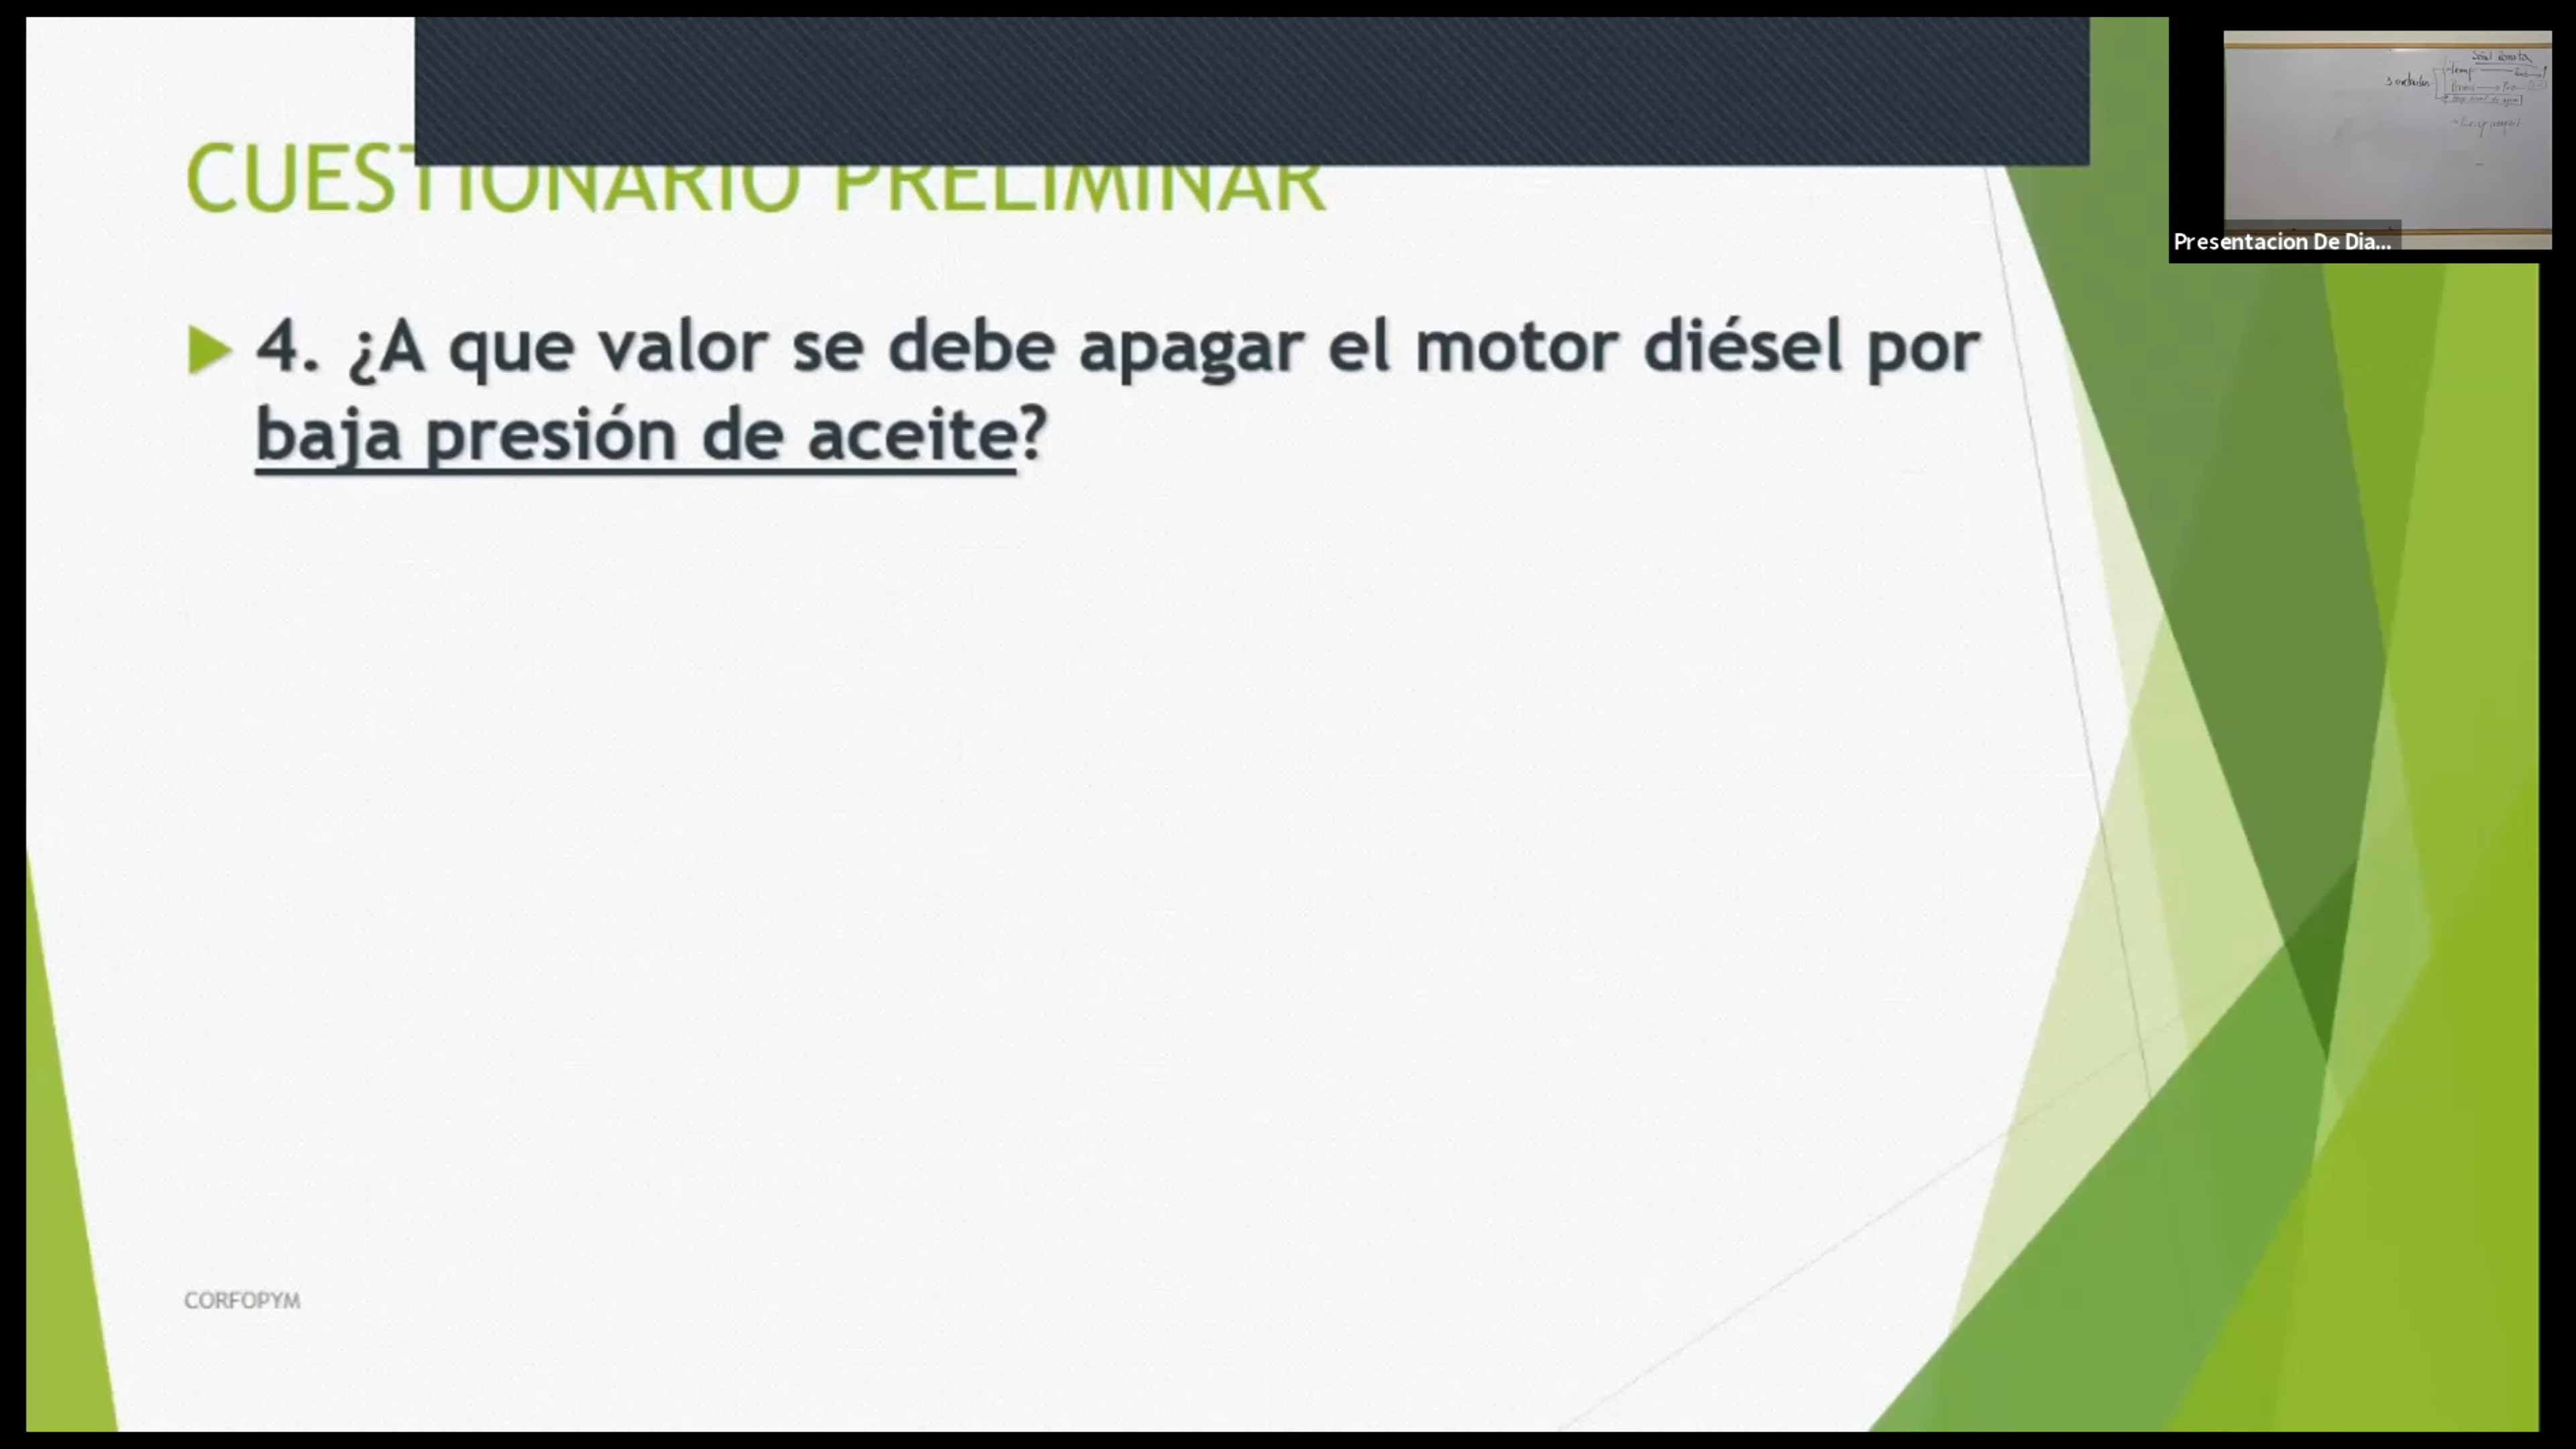 CUESTIONARIO PRELIMINAR
4. ¿A que valor se debe apagar el motor diésel por
baja presión de aceite?
CORFOPYM
Temp
Presentacion De Dia...